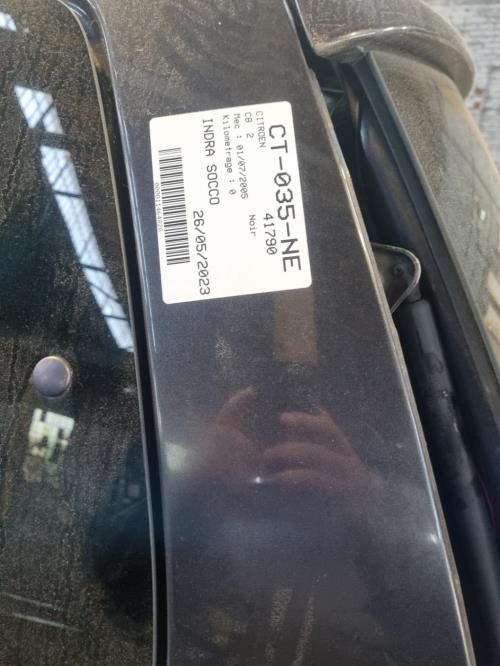 CITROEN
C8 2
Mec : 01/07/2005
Kilometrage : 0
Noir
CT-035-NE
41790
INDRA SOCCO
26/05/2023